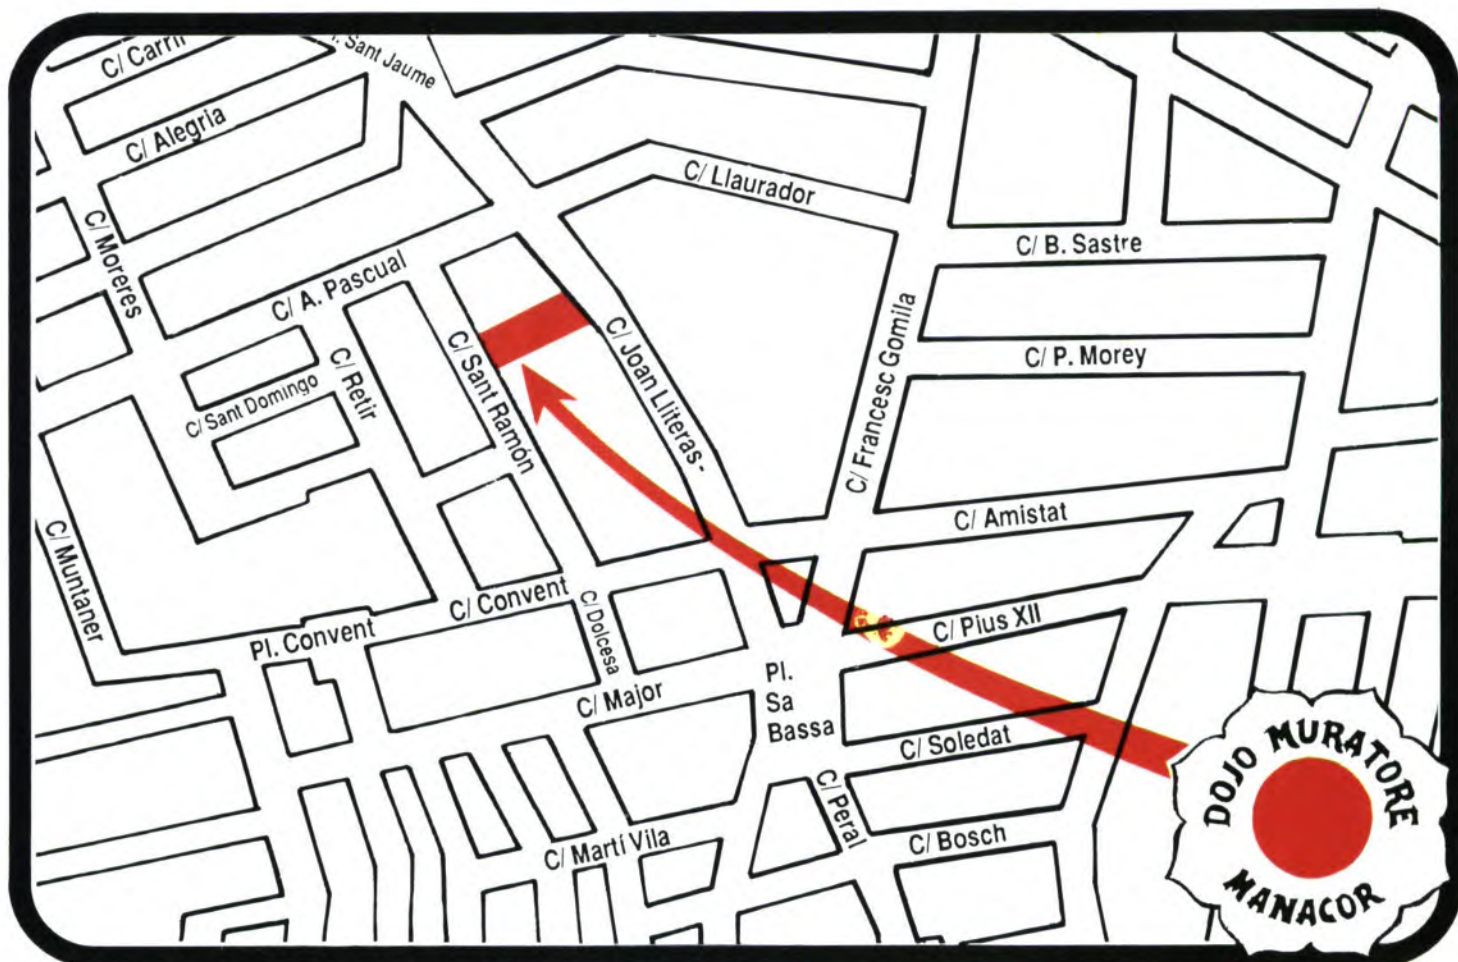 C/ Carril
Sant Jaume
C/ Alegria
C/ Llaurador
C/ Moreres
C/ B. Sastre
C/ A. Pascual
C/ Francesc Gomila
C/ Joan Lliteras -
C/ Sant Ramón
C/ Retir
C/ P. Morey
C/ Sant Domingo
C/ Amistat
C/ Muntaner
C/ Convent
C/ Dolcesa
Pl. Convent
C/ Pius XII
Pl.
Sa
Bassa
C/ Major
C/ Soledat
C/ Peral
C/ Martí Vila
C/ Bosch
DOJO MURATORE
MANACOR